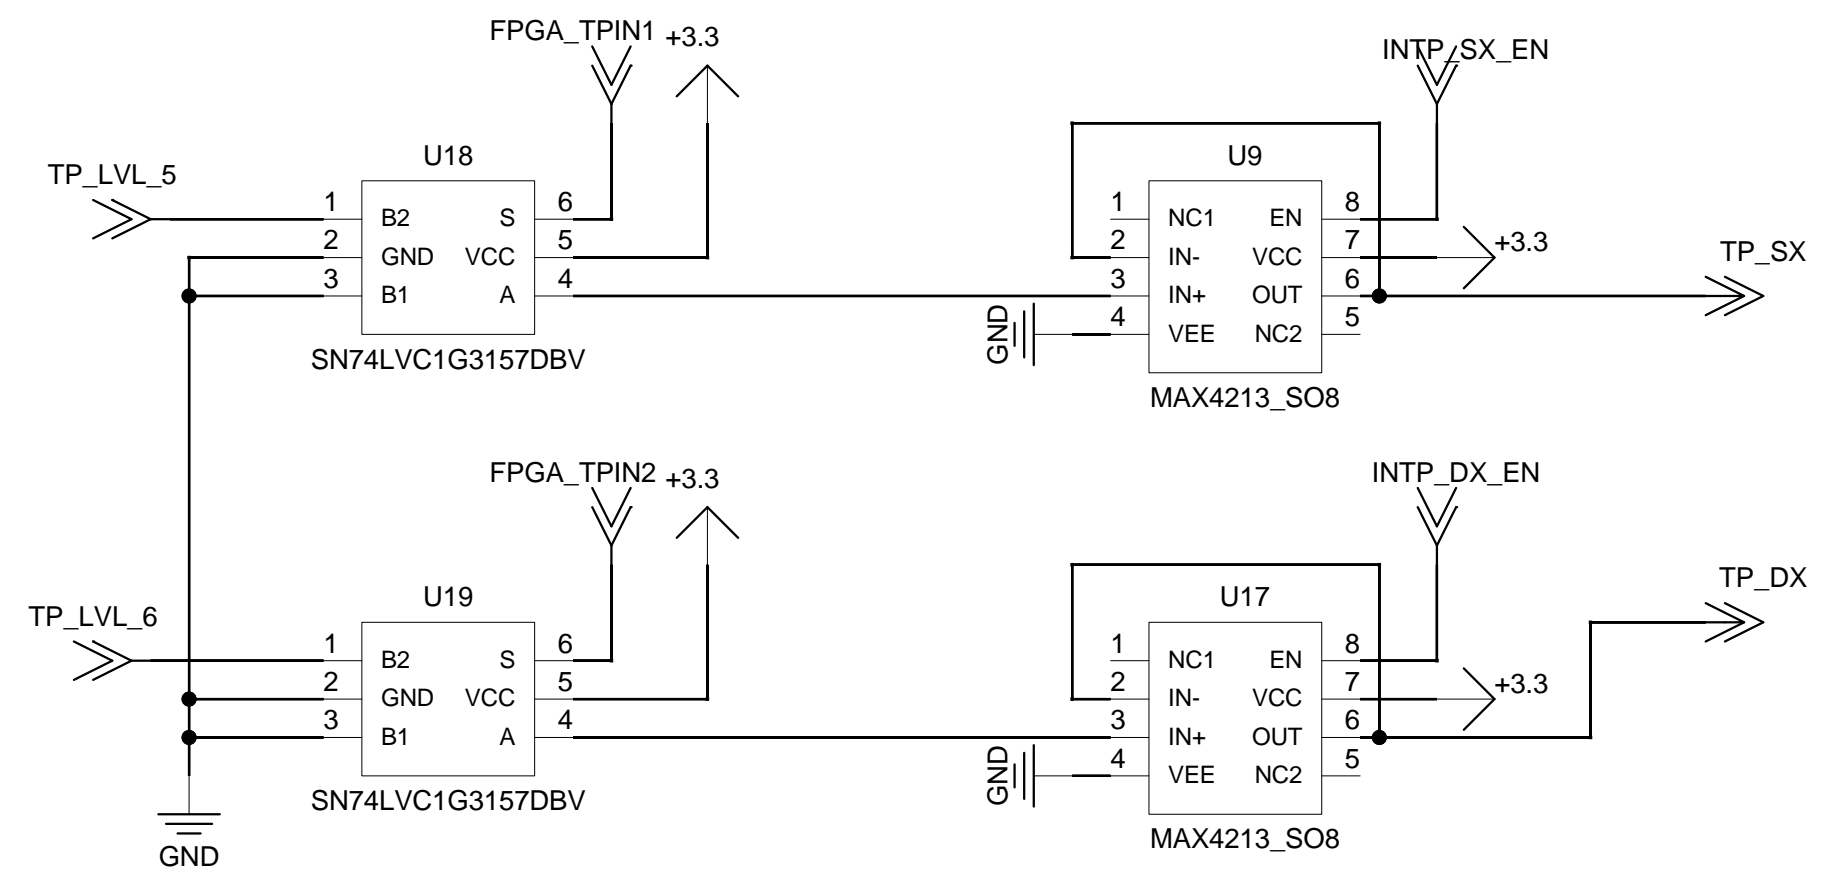 FPGA_TPIN1 +3.3
INTP_SX_EN
TP_LVL_5
U18
1 B2 S 6
2 GND VCC 5
3 B1 A 4
SN74LVC1G3157DBV
U9
1 NC1 EN 8
2 IN- VCC 7 +3.3
3 IN+ OUT 6
4 VEE NC2 5
GND
MAX4213_SO8
TP_SX
FPGA_TPIN2 +3.3
INTP_DX_EN
TP_LVL_6
U19
1 B2 S 6
2 GND VCC 5
3 B1 A 4
SN74LVC1G3157DBV
GND
U17
1 NC1 EN 8
2 IN- VCC 7 +3.3
3 IN+ OUT 6
4 VEE NC2 5
GND
MAX4213_SO8
TP_DX